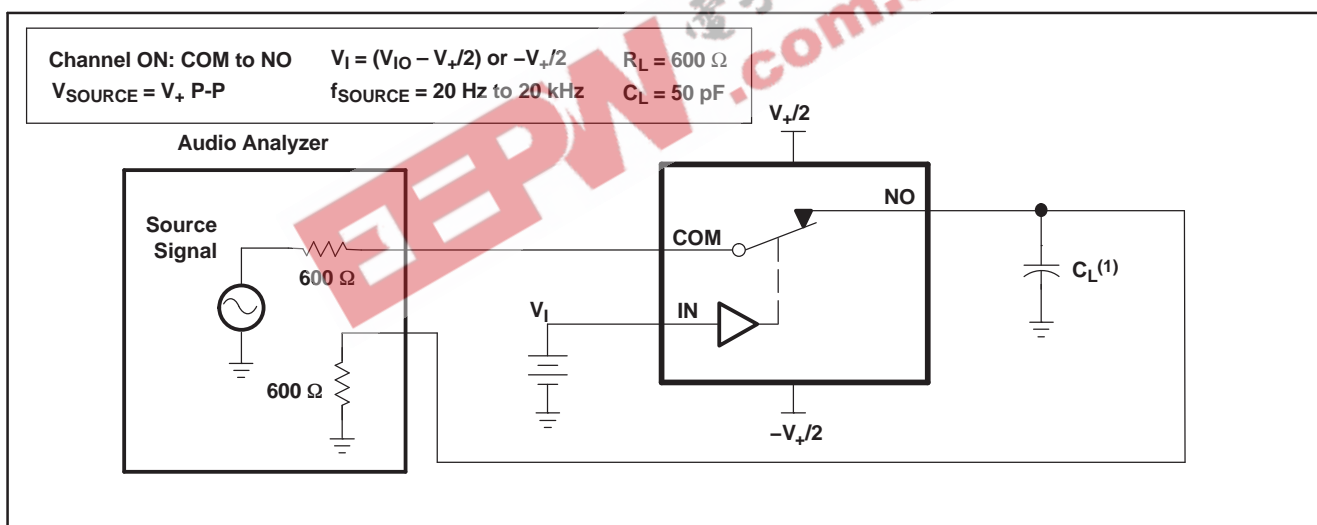 Channel ON: COM to NO V_I = (V_IO – V_+/2) or –V_+/2 R_L = 600 Ω
V_SOURCE = V_+ P-P f_SOURCE = 20 Hz to 20 kHz C_L = 50 pF
Audio Analyzer
V_+/2
Source
Signal
600 Ω
COM
NO
C_L(1)
V_I
IN
600 Ω
–V_+/2
EEPW
.com.c